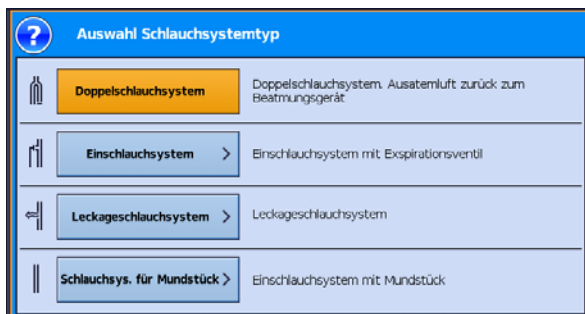 ?
Auswahl Schlauchsystemtyp
Doppelschlauchsystem
Doppelschlauchsystem. Ausatemluft zurück zum
Beatmungsgerät
Einschlauchsystem >
Einschlauchsystem mit Exspirationsventil
Leckageschlauchsystem >
Leckageschlauchsystem
Schlauchsys. für Mundstück >
Einschlauchsystem mit Mundstück